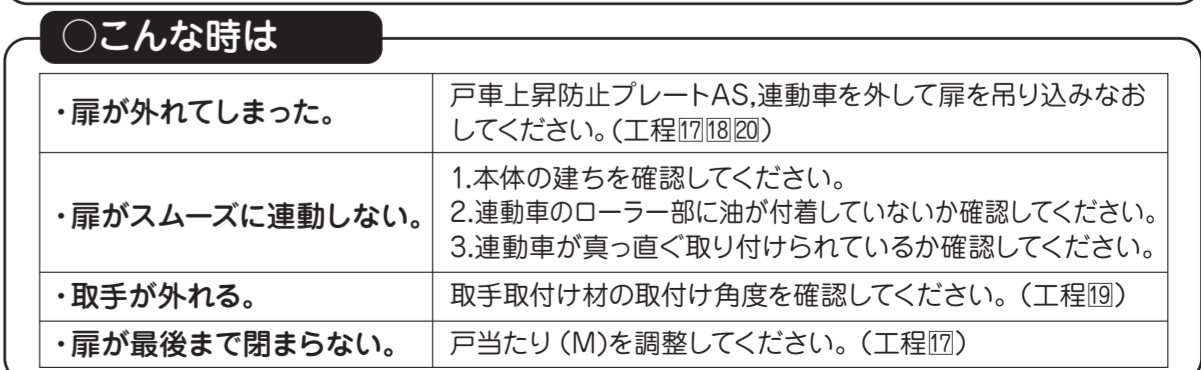 ○こんな時は
・扉が外れてしまった。
戸車上昇防止プレートAS,連動車を外して扉を吊り込みなお
してください。(工程171820)
・扉がスムーズに連動しない。
1.本体の建ちを確認してください。
2.連動車のローラー部に油が付着していないか確認してください。
3.連動車が真っ直ぐ取り付けられているか確認してください。
・取手が外れる。
取手取付け材の取付け角度を確認してください。(工程19)
・扉が最後まで閉まらない。
戸当たり(M)を調整してください。(工程17)